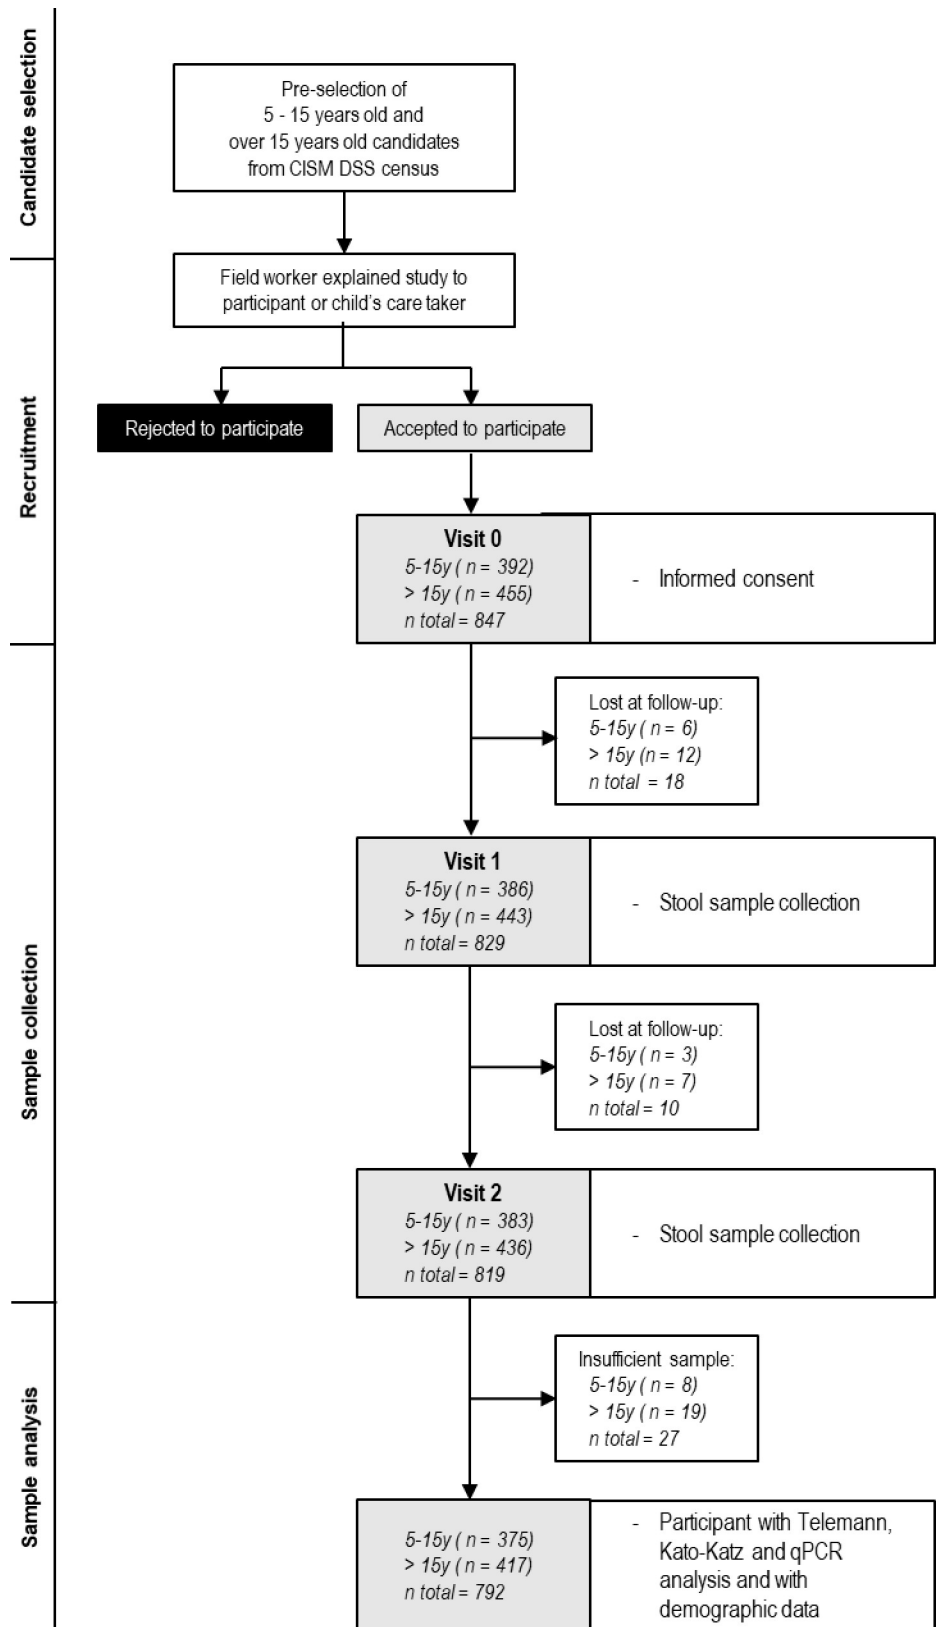 Candidate selection
Pre-selection of
5 - 15 years old and
over 15 years old candidates
from CISM DSS census
Recruitment
Field worker explained study to
participant or child's care taker
Rejected to participate
Accepted to participate
Visit 0
5-15y ( n = 392)
> 15y ( n = 455)
n total = 847
- Informed consent
Sample collection
Lost at follow-up:
5-15y ( n = 6)
> 15y (n = 12)
n total = 18
Visit 1
5-15y ( n = 386)
> 15y ( n = 443)
n total = 829
- Stool sample collection
Lost at follow-up:
5-15y ( n = 3)
> 15y ( n = 7)
n total = 10
Visit 2
5-15y ( n = 383)
> 15y ( n = 436)
n total = 819
- Stool sample collection
Sample analysis
Insufficient sample:
5-15y ( n = 8)
> 15y ( n = 19)
n total = 27
5-15y ( n = 375)
> 15y ( n = 417)
n total = 792
- Participant with Telemann,
Kato-Katz and qPCR
analysis and with
demographic data